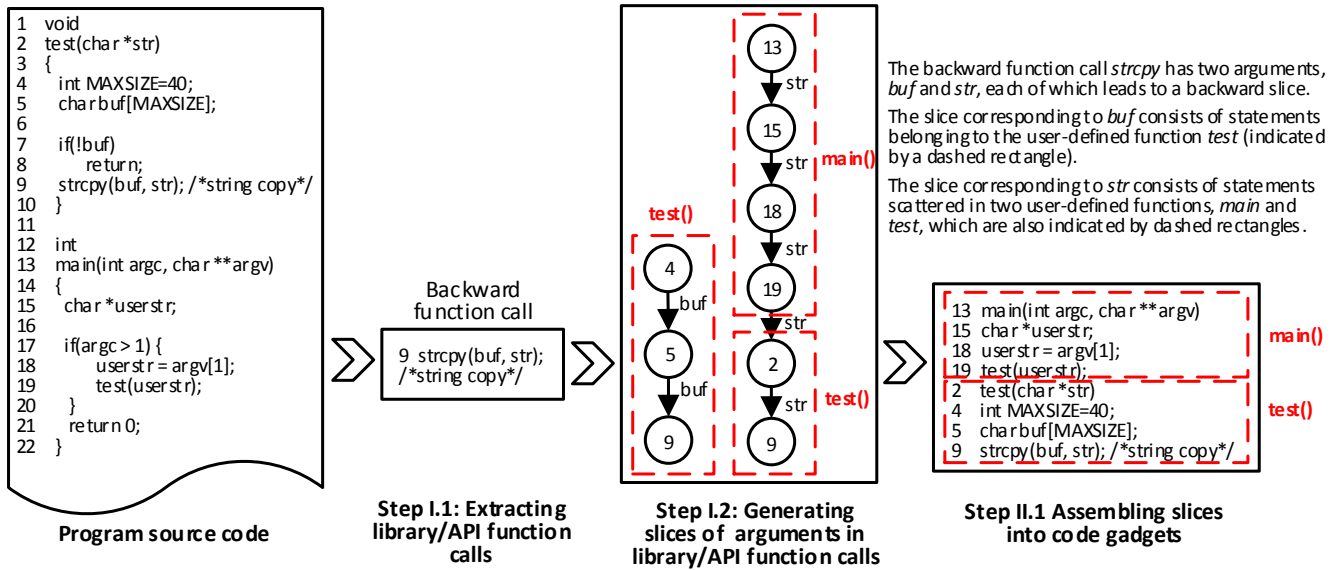 1 void
2 test(char *str)
3 {
4 int MAXSIZE=40;
5 char buf[MAXSIZE];
6
7 if(!buf)
8 return;
9 strcpy(buf, str); /*string copy*/
10 }
11
12 int
13 main(int argc, char **argv)
14 {
15 char *userstr;
16
17 if(argc > 1) {
18 userstr = argv[1];
19 test(userstr);
20 }
21 return 0;
22 }
Program source code
Backward
function call
9 strcpy(buf, str);
/*string copy*/
Step I.1: Extracting
library/API function
calls
test()
4
buf
5
buf
9
13
str
15
str
18
str
19
str
2
str
9
main()
test()
Step I.2: Generating
slices of arguments in
library/API function calls
The backward function call strcpy has two arguments,
buf and str, each of which leads to a backward slice.
The slice corresponding to buf consists of statements
belonging to the user-defined function test (indicated
by a dashed rectangle).
The slice corresponding to str consists of statements
scattered in two user-defined functions, main and
test, which are also indicated by dashed rectangles.
13 main(int argc, char **argv)
15 char *userstr;
18 userstr = argv[1];
19 test(userstr);
main()
2 test(char *str)
4 int MAXSIZE=40;
5 char buf[MAXSIZE];
9 strcpy(buf, str); /*string copy*/
test()
Step II.1 Assembling slices
into code gadgets